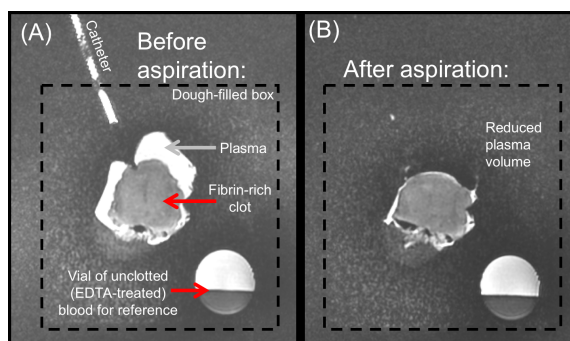 (A)
Catheter
Before
aspiration:
Dough-filled box
Plasma
Fibrin-rich
clot
Vial of unclotted
(EDTA-treated)
blood for reference
(B)
After aspiration:
Reduced
plasma
volume